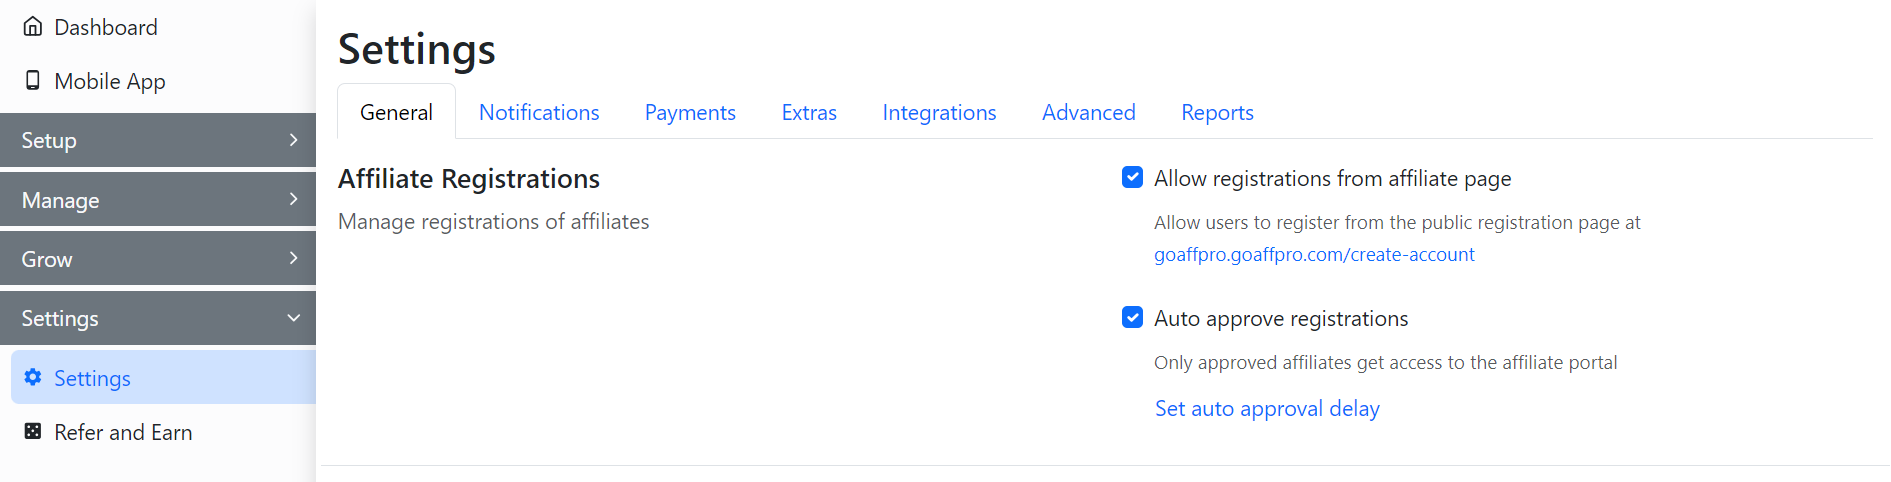 Dashboard
Mobile App
Setup
Manage
Grow
Settings
Settings
Refer and Earn
Settings
General
Notifications
Payments
Extras
Integrations
Advanced
Reports
Affiliate Registrations
Manage registrations of affiliates
Allow registrations from affiliate page
Allow users to register from the public registration page at
goaffpro.goaffpro.com/create-account
Auto approve registrations
Only approved affiliates get access to the affiliate portal
Set auto approval delay